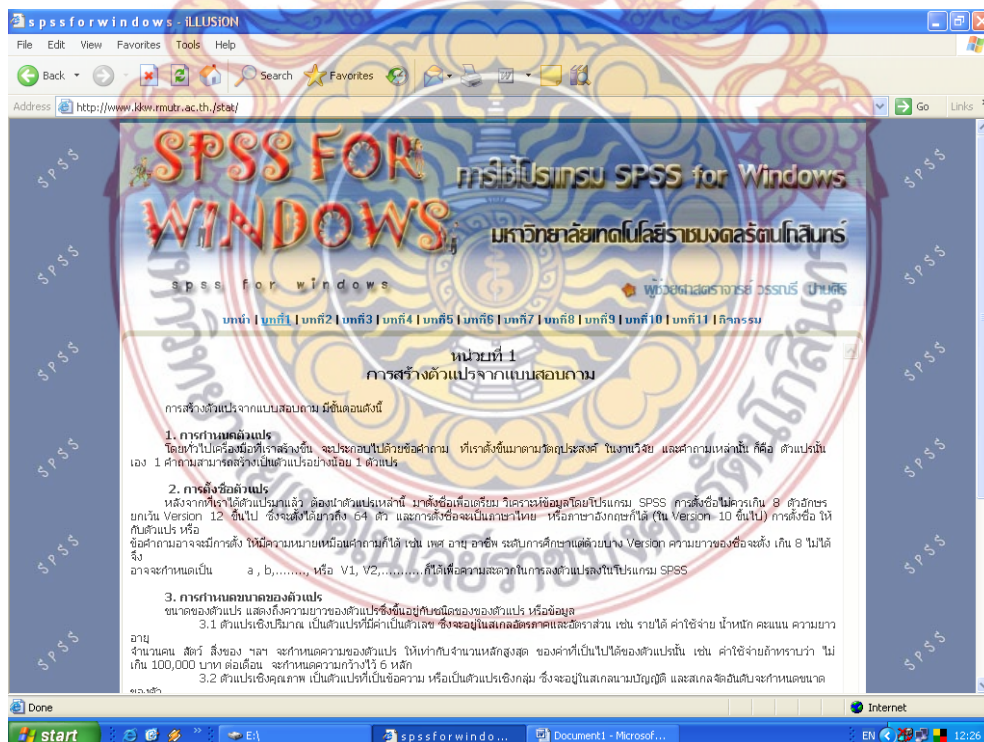 spssforwindows - iLLUSiON
File Edit View Favorites Tools Help
Back Search Favorites
Address http://www.kkw.rmutr.ac.th./stat/ Go Links
SPSS FOR WINDOWS
การใช้โปรแกรม SPSS for Windows
มหาวิทยาลัยเทคโนโลยีราชมงคลรัตนโกสินทร์
spss for windows
ผู้ช่วยศาสตราจารย์ วรรณรี ปานศิริ
บทนำ | บทที่1 | บทที่2 | บทที่3 | บทที่4 | บทที่5 | บทที่6 | บทที่7 | บทที่8 | บทที่9 | บทที่10 | บทที่11 | กิจกรรม
หน่วยที่ 1
การสร้างตัวแปรจากแบบสอบถาม
การสร้างตัวแปรจากแบบสอบถาม มีขั้นตอนดังนี้
1. การกำหนดตัวแปร
โดยทั่วไปเครื่องมือที่เราสร้างขึ้น จะประกอบไปด้วยข้อคำถาม ที่เราตั้งขึ้นมาตามวัตถุประสงค์ ในงานวิจัย และคำถามเหล่านั้น ก็คือ ตัวแปรนั้น
เอง 1 คำถามสามารถสร้างเป็นตัวแปรอย่างน้อย 1 ตัวแปร
2. การตั้งชื่อตัวแปร
หลังจากที่เราได้ตัวแปรมาแล้ว ต้องนำตัวแปรเหล่านี้ มาตั้งชื่อเพื่อเตรียม วิเคราะห์ข้อมูลโดยโปรแกรม SPSS การตั้งชื่อไม่ควรเกิน 8 ตัวอักษร
ยกเว้น Version 12 ขึ้นไป ซึ่งจะตั้งได้ยาวถึง 64 ตัว และการตั้งชื่อจะเป็นภาษาไทย หรือภาษาอังกฤษก็ได้ (ใน Version 10 ขึ้นไป) การตั้งชื่อ ให้
กับตัวแปร หรือ
ข้อคำถามอาจจะมีการตั้ง ให้มีความหมายเหมือนคำถามก็ได้ เช่น เพศ อายุ อาชีพ ระดับการศึกษาแต่ด้วยบาง Version ความยาวของชื่อจะตั้ง เกิน 8 ไม่ได้
จึง
อาจจะกำหนดเป็น a , b,........, หรือ V1, V2,...........ก็ได้เพื่อความสะดวกในการลงตัวแปรลงในโปรแกรม SPSS
3. การกำหนดขนาดของตัวแปร
ขนาดของตัวแปร แสดงถึงความยาวของตัวแปรซึ่งขึ้นอยู่กับชนิดของของตัวแปร หรือข้อมูล
3.1 ตัวแปรเชิงปริมาณ เป็นตัวแปรที่มีค่าเป็นตัวเลข ซึ่งจะอยู่ในสเกลอัตรภาคและอัตราส่วน เช่น รายได้ ค่าใช้จ่าย น้ำหนัก คะแนน ความยาว
อายุ
จำนวนคน สัตว์ สิ่งของ ฯลฯ จะกำหนดความของตัวแปร ให้เท่ากับจำนวนหลักสูงสุด ของค่าที่เป็นไปได้ของตัวแปรนั้น เช่น ค่าใช้จ่ายถ้าทราบว่า ไม่
เกิน 100,000 บาท ต่อเดือน จะกำหนดความกว้างไว้ 6 หลัก
3.2 ตัวแปรเชิงคุณภาพ เป็นตัวแปรที่เป็นข้อความ หรือเป็นตัวแปรเชิงกลุ่ม ซึ่งจะอยู่ในสเกลนามบัญญัติ และสเกล จัดอันดับจะกำหนดขนาด
ของตัว
SPSS
SPSS
SPSS
SPSS
SPSS
SPSS
SPSS
SPSS
SPSS
SPSS
SPSS
SPSS
มหาวิทยาลัยเทคโนโลยีราชมงคลรัตนโกสินทร์
Done Internet
start E:\ spssforwindo... Document1 - Microsof... EN 12:26